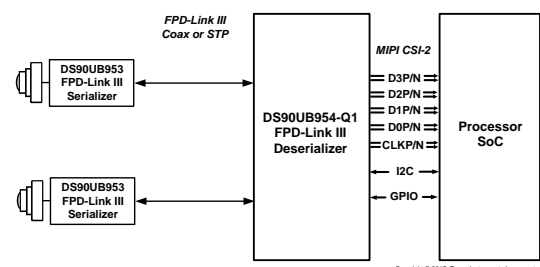 FPD-Link III
Coax or STP
MIPI CSI-2
DS90UB953
FPD-Link III
Serializer
DS90UB953
FPD-Link III
Serializer
DS90UB954-Q1
FPD-Link III
Deserializer
D3P/N
D2P/N
D1P/N
D0P/N
CLKP/N
I2C
GPIO
Processor
SoC